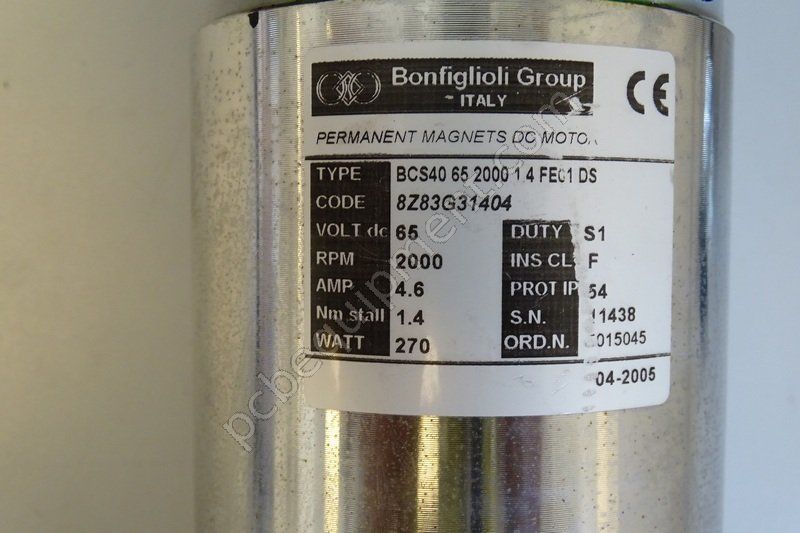 Bonfiglioli Group
- ITALY
CE
PERMANENT MAGNETS DC MOTOR
TYPE BCS40 65 2000 1.4 FE01 DS
CODE 8Z83G31404
VOLT dc 65 DUTY S1
RPM 2000 INS CL. F
AMP 4.6 PROT IP 54
Nm stall 1.4 S.N. 11438
WATT 270 ORD.N. 5015045
04-2005
pcbequipment.com